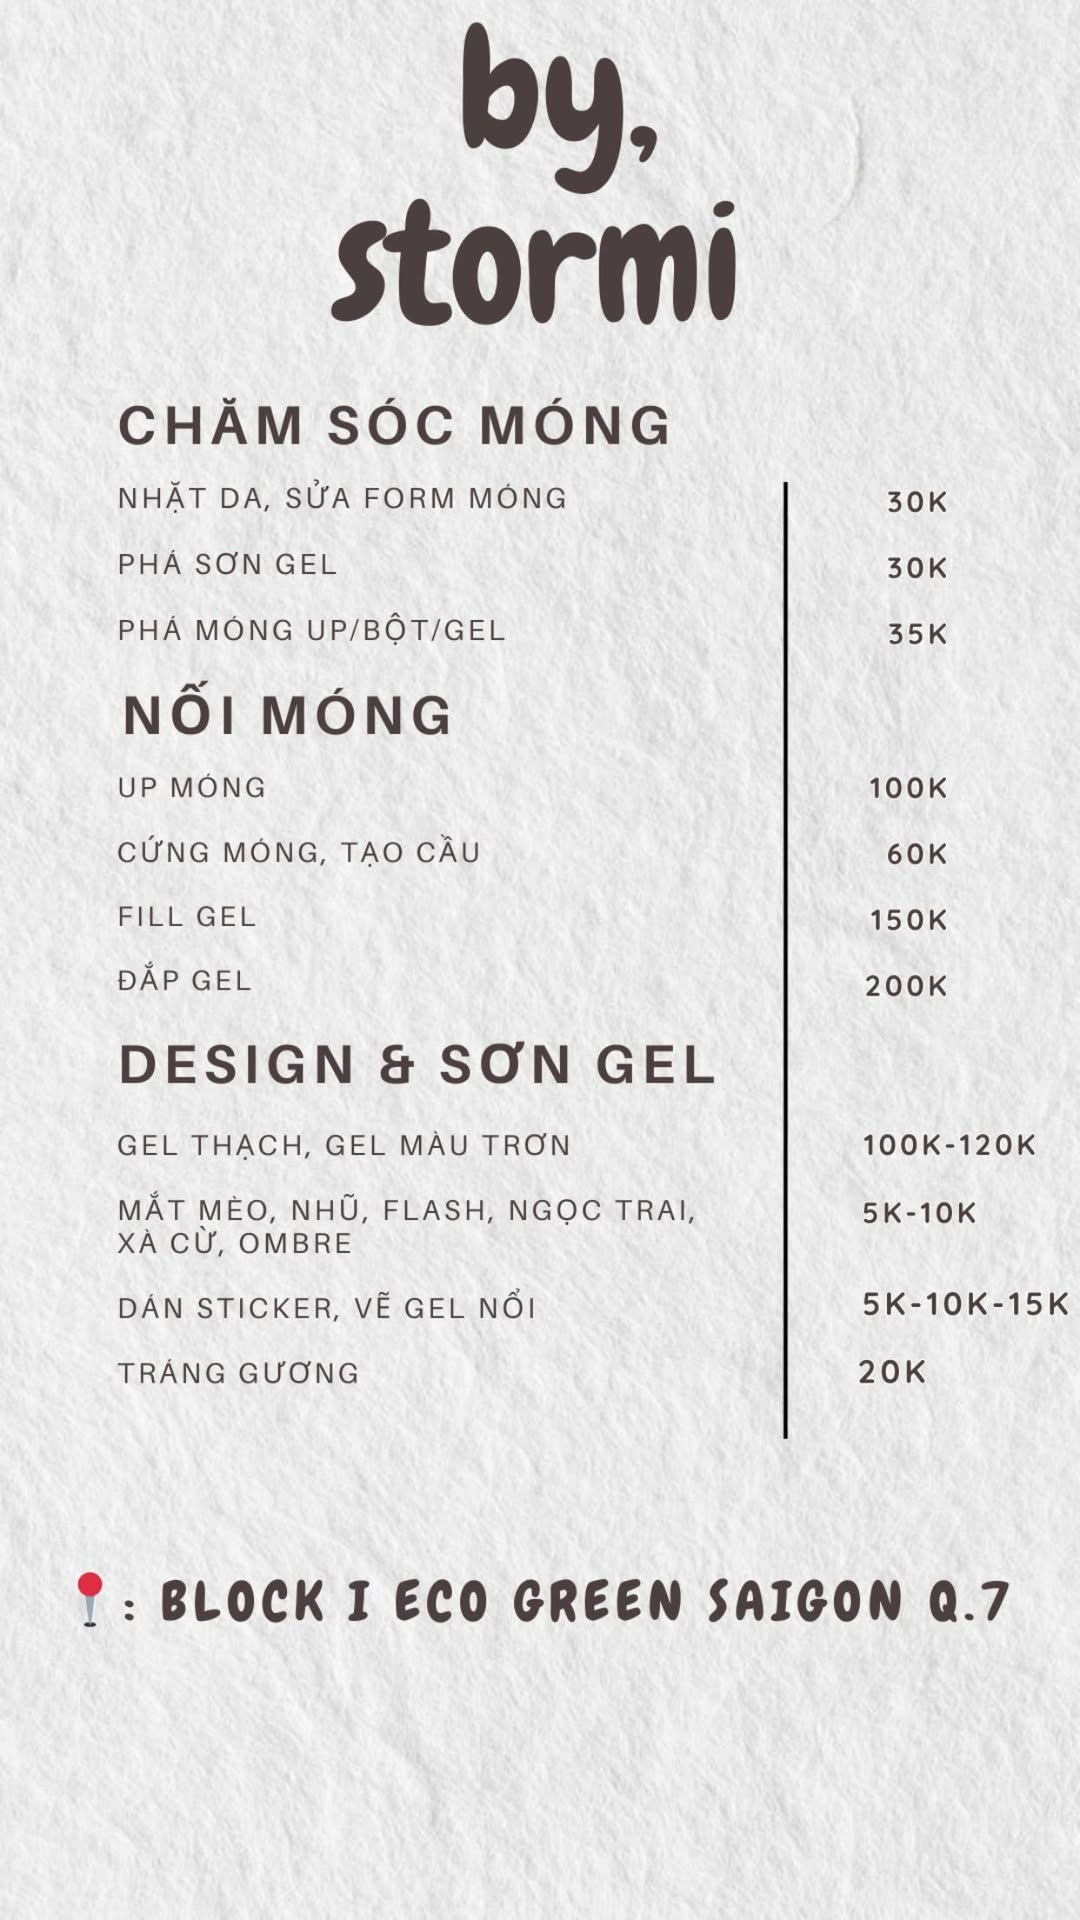 by,
stormi
CHĂM SÓC MÓNG
NHẶT DA, SỬA FORM MÓNG 30K
PHÁ SƠN GEL 30K
PHÁ MÓNG UP/BỘT/GEL 35K
NỐI MÓNG
UP MÓNG 100K
CỨNG MÓNG, TẠO CẦU 60K
FILL GEL 150K
ĐẮP GEL 200K
DESIGN & SƠN GEL
GEL THẠCH, GEL MÀU TRƠN 100K-120K
MẮT MÈO, NHŨ, FLASH, NGỌC TRAI, 5K-10K
XÀ CỪ, OMBRE
DÁN STICKER, VẼ GEL NỔI 5K-10K-15K
TRÁNG GƯƠNG 20K
📍: BLOCK I ECO GREEN SAIGON Q.7